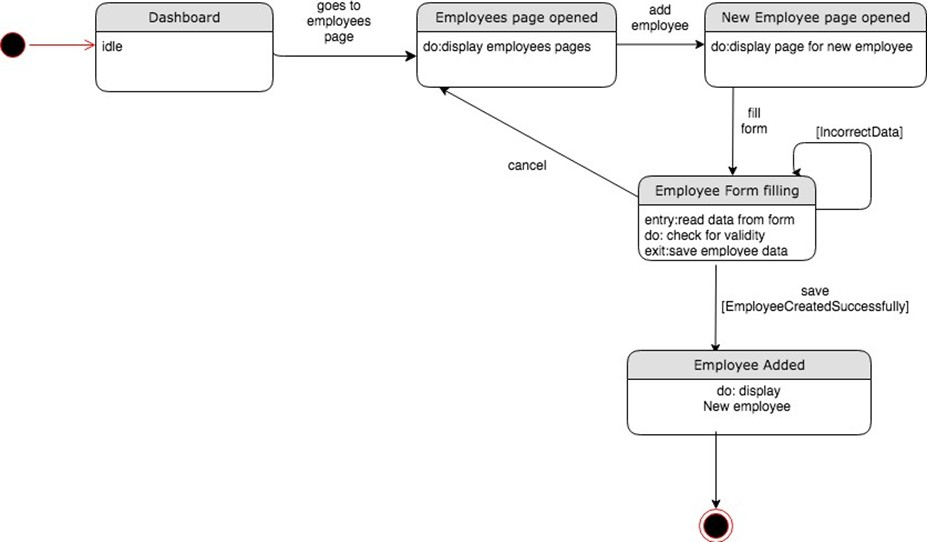 Dashboard
idle
goes to
employees
page
Employees page opened
do:display employees pages
add
employee
New Employee page opened
do:display page for new employee
fill
form
[IncorrectData]
cancel
Employee Form filling
entry:read data from form
do: check for validity
exit:save employee data
save
[EmployeeCreatedSuccessfully]
Employee Added
do: display
New employee